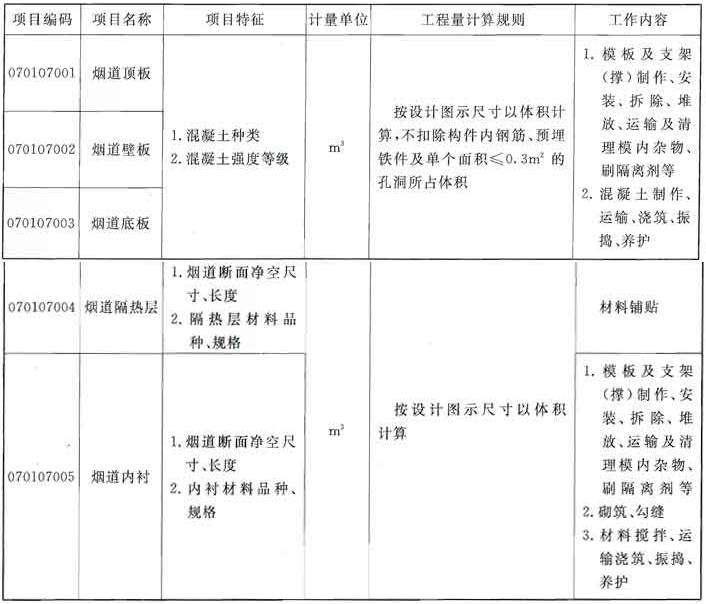 项目编码 项目名称 项目特征 计量单位 工程量计算规则 工作内容
070107001 烟道顶板
070107002 烟道壁板
070107003 烟道底板
1. 混凝土种类
2. 混凝土强度等级
m³
按设计图示尺寸以体积计
算,不扣除构件内钢筋、预埋
铁件及单个面积≤0.3m²的
孔洞所占体积
1. 模板及支架
(撑)制作、安
装、拆除、堆
放、运输及清
理模内杂物、
刷隔离剂等
2. 混凝土制作、
运输、浇筑、振
捣、养护
070107004 烟道隔热层
1. 烟道断面净空尺
寸、长度
2. 隔热层材料品
种、规格
材料铺贴
070107005 烟道内衬
1. 烟道断面净空尺
寸、长度
2. 内衬材料品种、
规格
m³
按设计图示尺寸以体积
计算
1. 模板及支架
(撑)制作、安
装、拆除、堆
放、运输及清
理模内杂物、
刷隔离剂等
2. 砌筑、勾缝
3. 材料搅拌、运
输浇筑、振捣、
养护